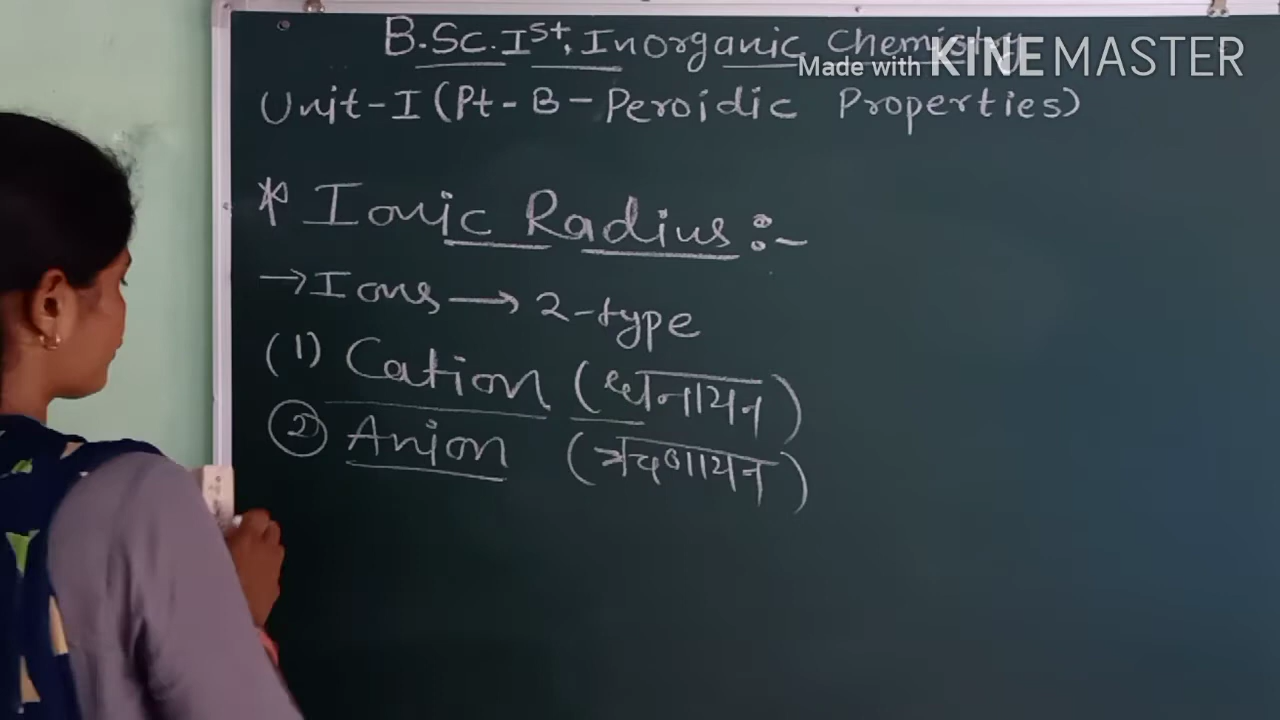 B.Sc.Ist, Inorganic Chemistry
Made with KINEMASTER
Unit-I (Pt-B-Peroidic Properties)
* Ionic Radius:-
→Ions→2-type
(1) Cation (धनायन)
② Anion (ऋणायन)